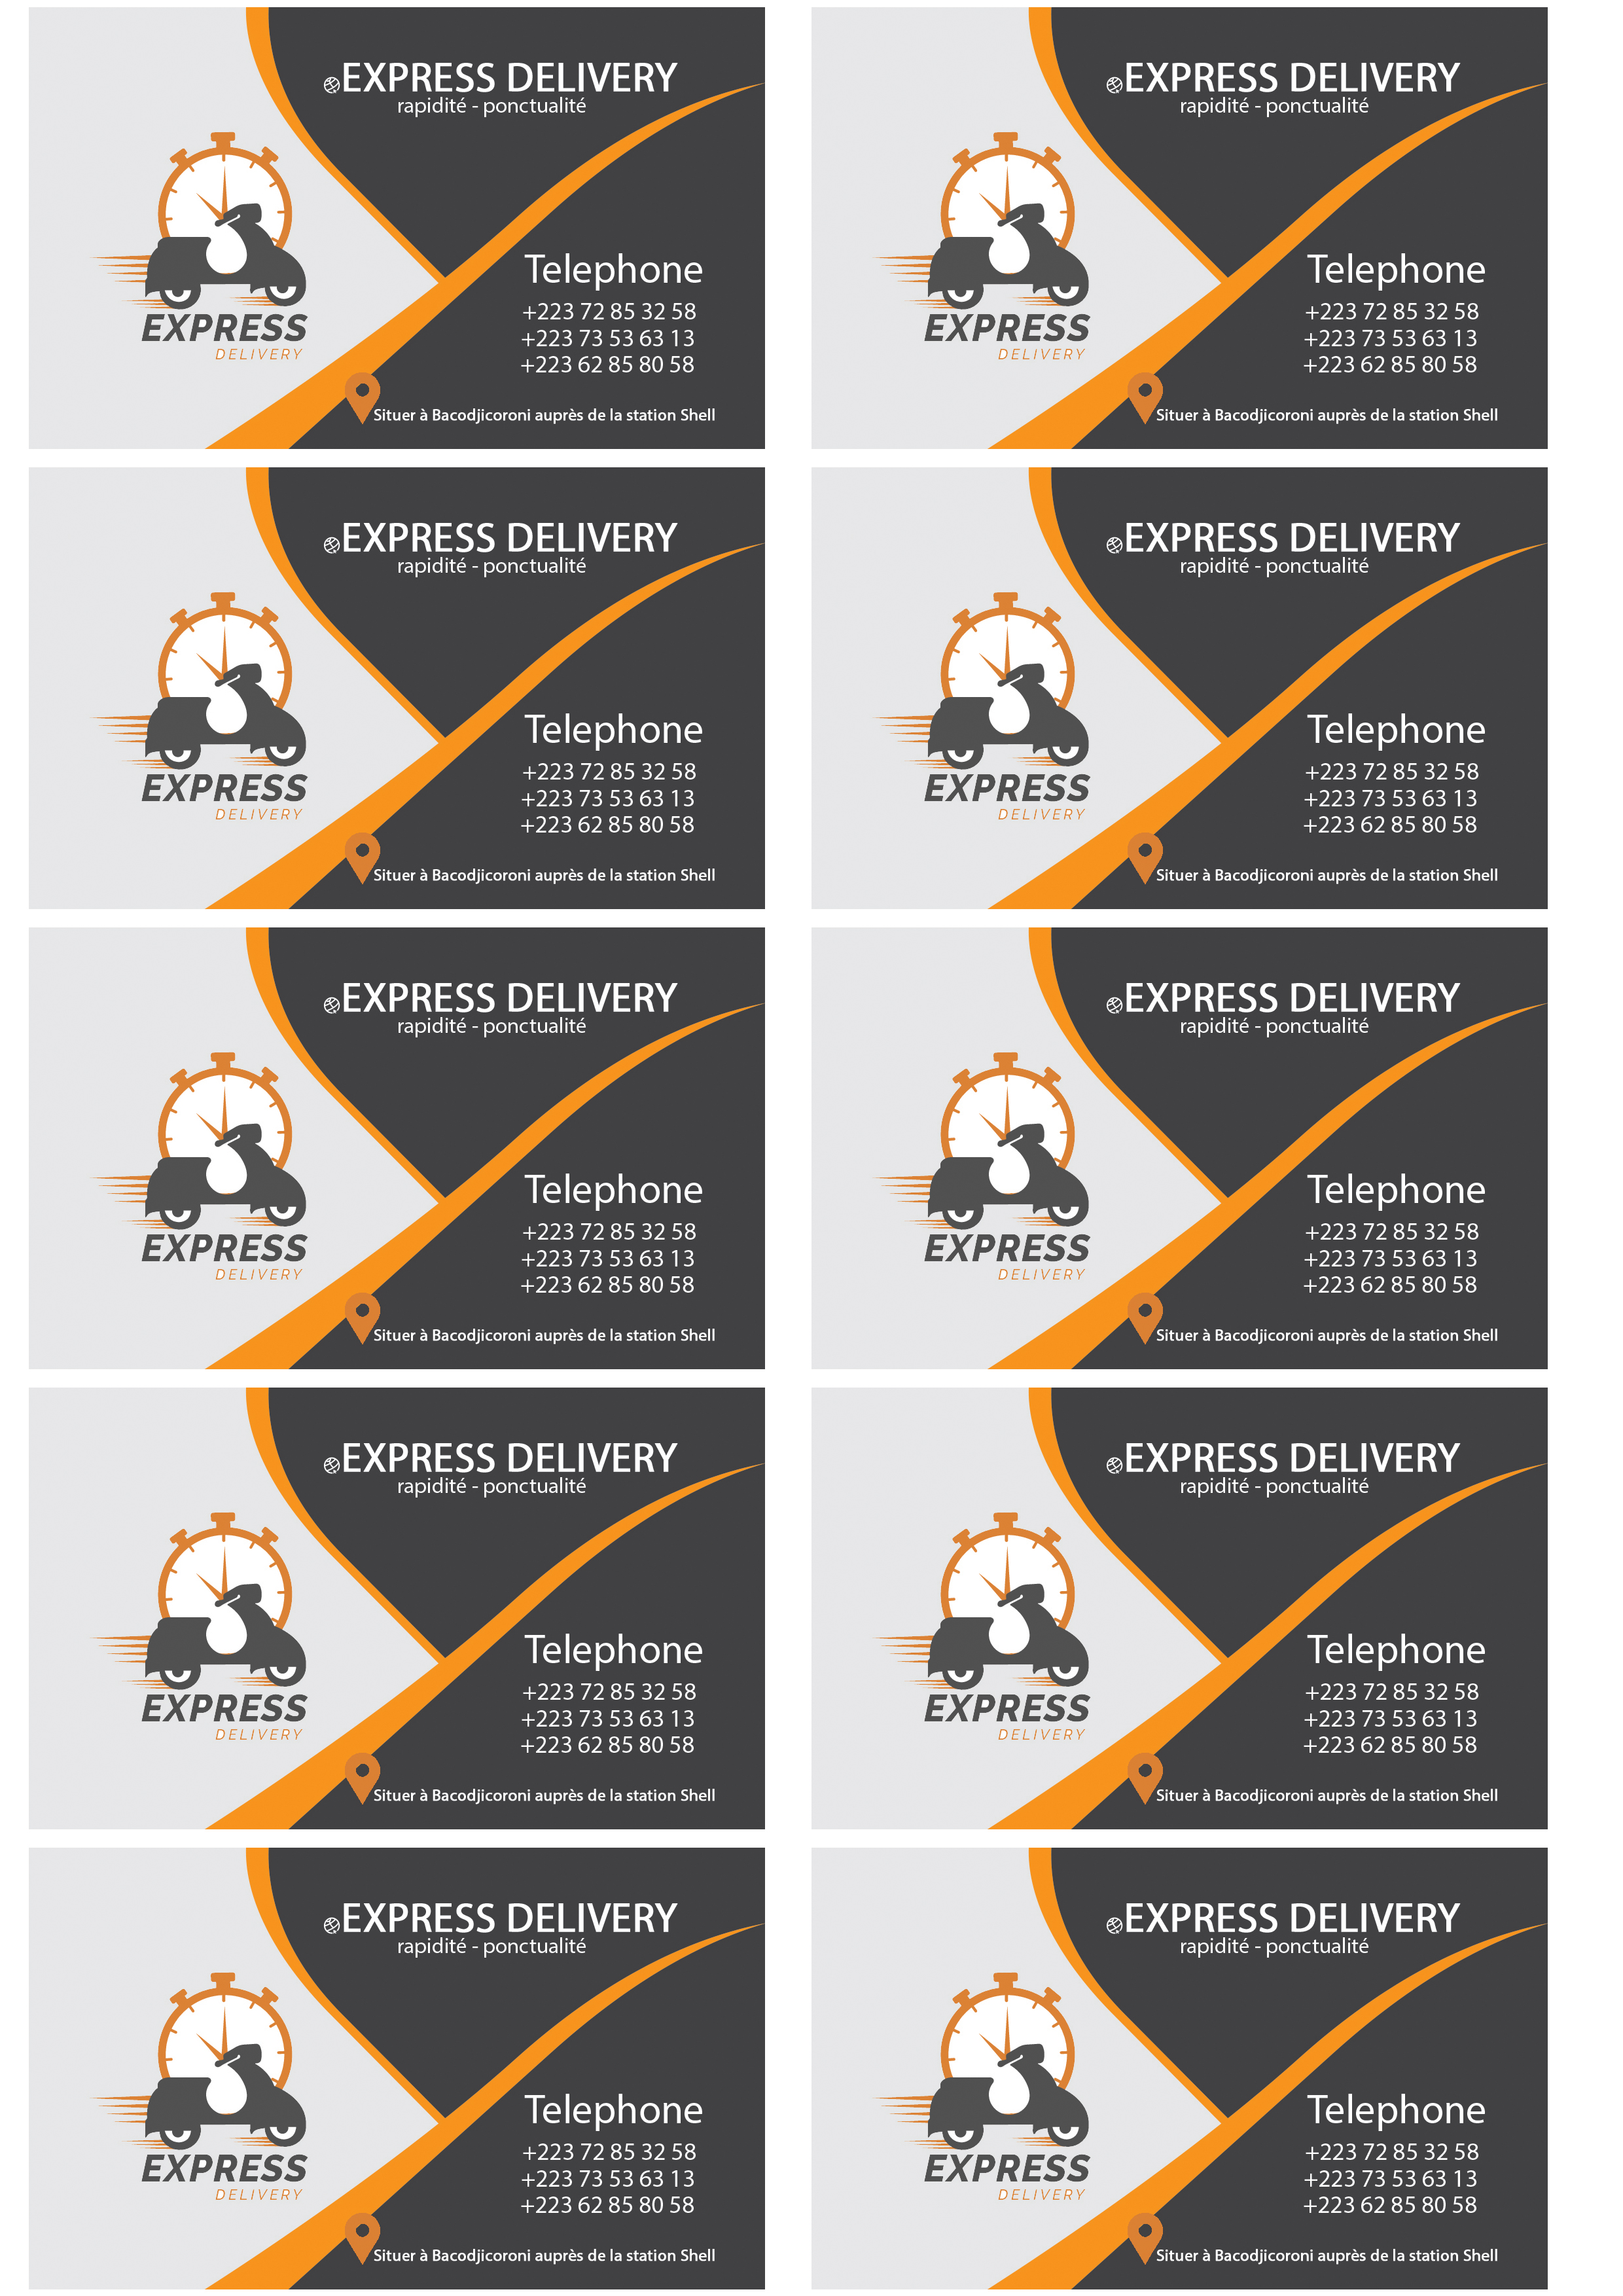 EXPRESS DELIVERY
rapidité - ponctualité
EXPRESS
DELIVERY
Telephone
+223 72 85 32 58
+223 73 53 63 13
+223 62 85 80 58
Situer à Bacodjicoroni auprès de la station Shell
EXPRESS DELIVERY
rapidité - ponctualité
EXPRESS
DELIVERY
Telephone
+223 72 85 32 58
+223 73 53 63 13
+223 62 85 80 58
Situer à Bacodjicoroni auprès de la station Shell
EXPRESS DELIVERY
rapidité - ponctualité
EXPRESS
DELIVERY
Telephone
+223 72 85 32 58
+223 73 53 63 13
+223 62 85 80 58
Situer à Bacodjicoroni auprès de la station Shell
EXPRESS DELIVERY
rapidité - ponctualité
EXPRESS
DELIVERY
Telephone
+223 72 85 32 58
+223 73 53 63 13
+223 62 85 80 58
Situer à Bacodjicoroni auprès de la station Shell
EXPRESS DELIVERY
rapidité - ponctualité
EXPRESS
DELIVERY
Telephone
+223 72 85 32 58
+223 73 53 63 13
+223 62 85 80 58
Situer à Bacodjicoroni auprès de la station Shell
EXPRESS DELIVERY
rapidité - ponctualité
EXPRESS
DELIVERY
Telephone
+223 72 85 32 58
+223 73 53 63 13
+223 62 85 80 58
Situer à Bacodjicoroni auprès de la station Shell
EXPRESS DELIVERY
rapidité - ponctualité
EXPRESS
DELIVERY
Telephone
+223 72 85 32 58
+223 73 53 63 13
+223 62 85 80 58
Situer à Bacodjicoroni auprès de la station Shell
EXPRESS DELIVERY
rapidité - ponctualité
EXPRESS
DELIVERY
Telephone
+223 72 85 32 58
+223 73 53 63 13
+223 62 85 80 58
Situer à Bacodjicoroni auprès de la station Shell
EXPRESS DELIVERY
rapidité - ponctualité
EXPRESS
DELIVERY
Telephone
+223 72 85 32 58
+223 73 53 63 13
+223 62 85 80 58
Situer à Bacodjicoroni auprès de la station Shell
EXPRESS DELIVERY
rapidité - ponctualité
EXPRESS
DELIVERY
Telephone
+223 72 85 32 58
+223 73 53 63 13
+223 62 85 80 58
Situer à Bacodjicoroni auprès de la station Shell